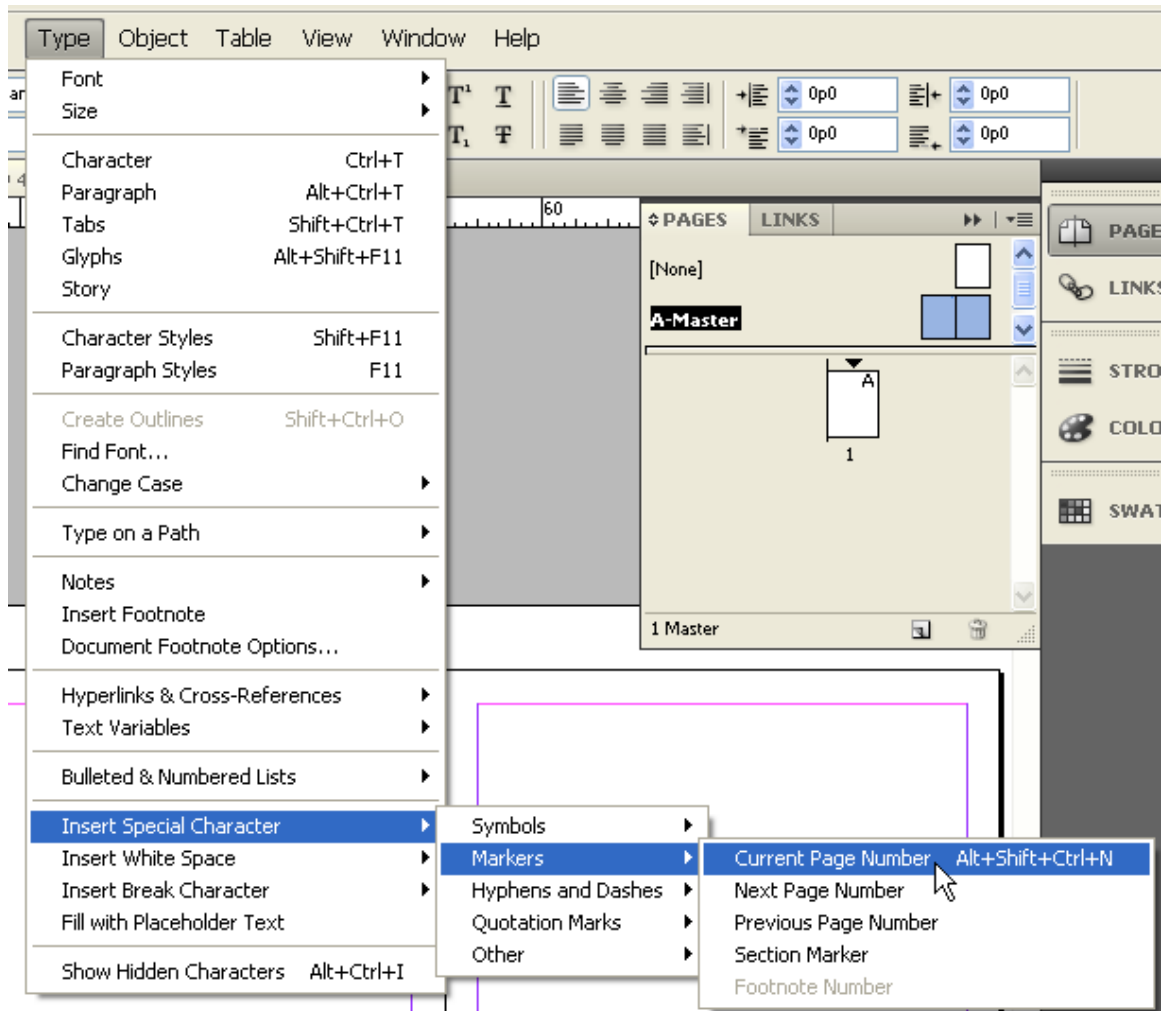 Type Object Table View Window Help
Font
Size
0p0 0p0
0p0 0p0
Character Ctrl+T
Paragraph Alt+Ctrl+T
Tabs Shift+Ctrl+T
Glyphs Alt+Shift+F11
Story
Character Styles Shift+F11
Paragraph Styles F11
Create Outlines Shift+Ctrl+O
Find Font...
Change Case
Type on a Path
Notes
Insert Footnote
Document Footnote Options...
Hyperlinks & Cross-References
Text Variables
Bulleted & Numbered Lists
Insert Special Character
Insert White Space
Insert Break Character
Fill with Placeholder Text
Show Hidden Characters Alt+Ctrl+I
Symbols
Markers
Hyphens and Dashes
Quotation Marks
Other
Current Page Number Alt+Shift+Ctrl+N
Next Page Number
Previous Page Number
Section Marker
Footnote Number
60
PAGES LINKS
[None]
A-Master
A
1
1 Master
PAGE
LINKS
STRO
COLO
SWAT